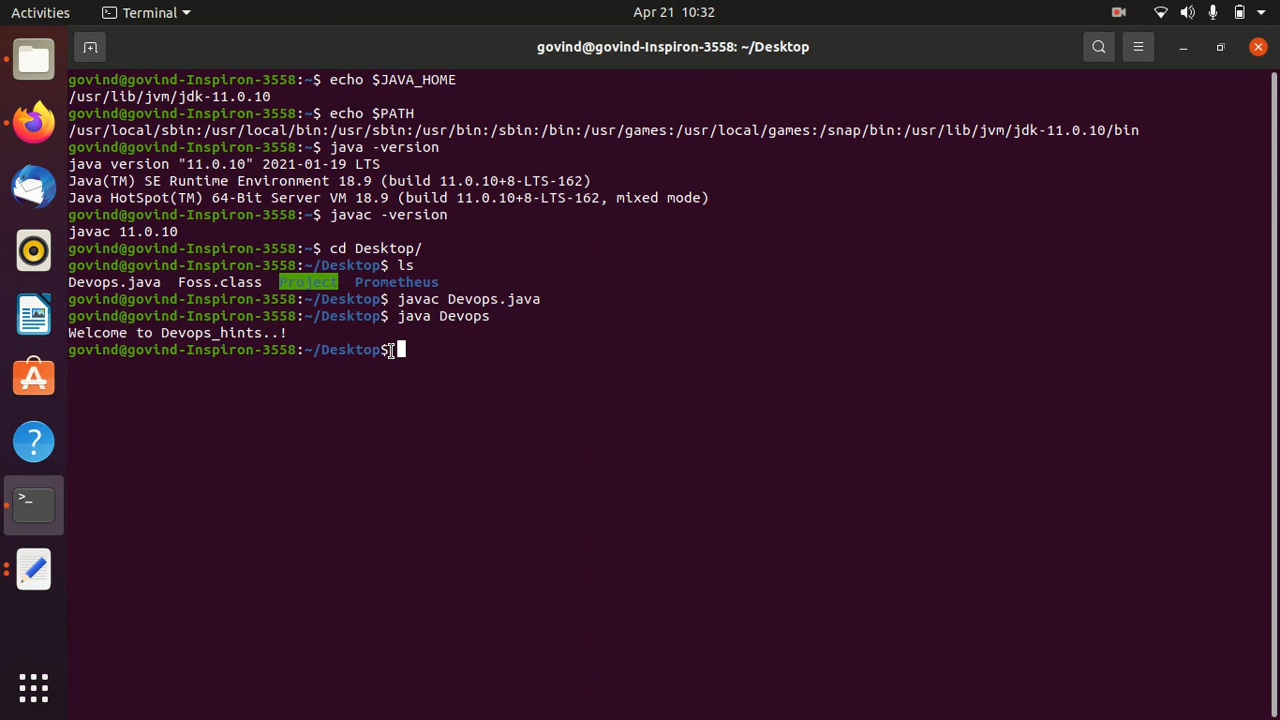 Activities Terminal Apr 21 10:32
govind@govind-Inspiron-3558: ~/Desktop
govind@govind-Inspiron-3558:~$ echo $JAVA_HOME
/usr/lib/jvm/jdk-11.0.10
govind@govind-Inspiron-3558:~$ echo $PATH
/usr/local/sbin:/usr/local/bin:/usr/sbin:/usr/bin:/sbin:/bin:/usr/games:/usr/local/games:/snap/bin:/usr/lib/jvm/jdk-11.0.10/bin
govind@govind-Inspiron-3558:~$ java -version
java version "11.0.10" 2021-01-19 LTS
Java(TM) SE Runtime Environment 18.9 (build 11.0.10+8-LTS-162)
Java HotSpot(TM) 64-Bit Server VM 18.9 (build 11.0.10+8-LTS-162, mixed mode)
govind@govind-Inspiron-3558:~$ javac -version
javac 11.0.10
govind@govind-Inspiron-3558:~$ cd Desktop/
govind@govind-Inspiron-3558:~/Desktop$ ls
Devops.java Foss.class Project Prometheus
govind@govind-Inspiron-3558:~/Desktop$ javac Devops.java
govind@govind-Inspiron-3558:~/Desktop$ java Devops
Welcome to Devops_hints..!
govind@govind-Inspiron-3558:~/Desktop$